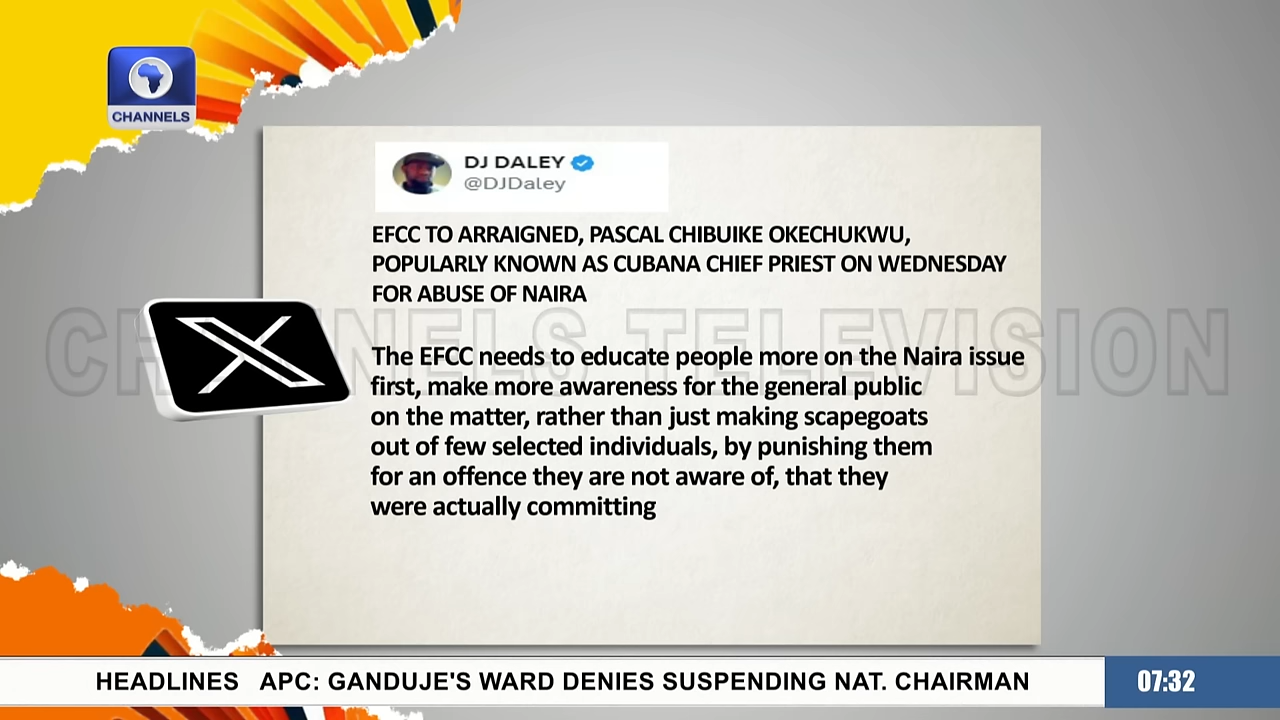 CHANNELS
DJ DALEY
@DJDaley
EFCC TO ARRAIGNED, PASCAL CHIBUIKE OKECHUKWU,
POPULARLY KNOWN AS CUBANA CHIEF PRIEST ON WEDNESDAY
FOR ABUSE OF NAIRA
CHANNELS TELEVISION
The EFCC needs to educate people more on the Naira issue
first, make more awareness for the general public
on the matter, rather than just making scapegoats
out of few selected individuals, by punishing them
for an offence they are not aware of, that they
were actually committing
HEADLINES APC: GANDUJE'S WARD DENIES SUSPENDING NAT. CHAIRMAN
07:32